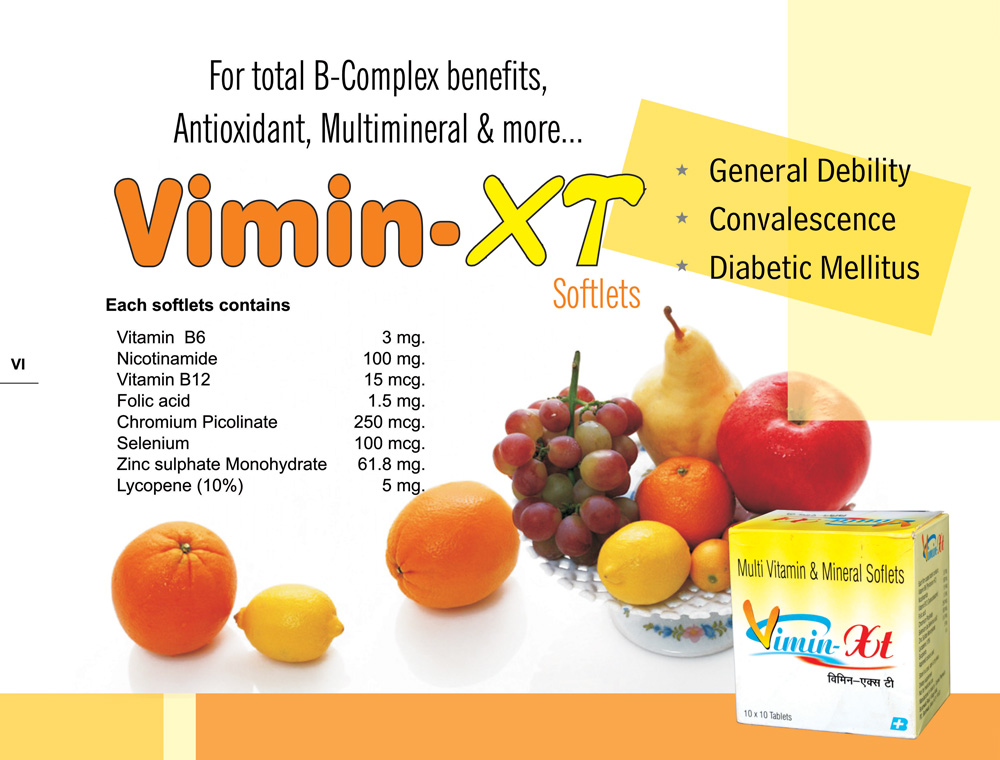 For total B-Complex benefits,
Antioxidant, Multimineral & more...
Vimin-XT
Softlets
★ General Debility
★ Convalescence
★ Diabetic Mellitus
Each softlets contains
Vitamin B6 3 mg.
Nicotinamide 100 mg.
Vitamin B12 15 mcg.
Folic acid 1.5 mg.
Chromium Picolinate 250 mcg.
Selenium 100 mcg.
Zinc sulphate Monohydrate 61.8 mg.
Lycopene (10%) 5 mg.
VI
Multi Vitamin & Mineral Soflets
Vimin-Xt
विमिन-एक्स टी
10 x 10 Tablets
Vimin-Xt